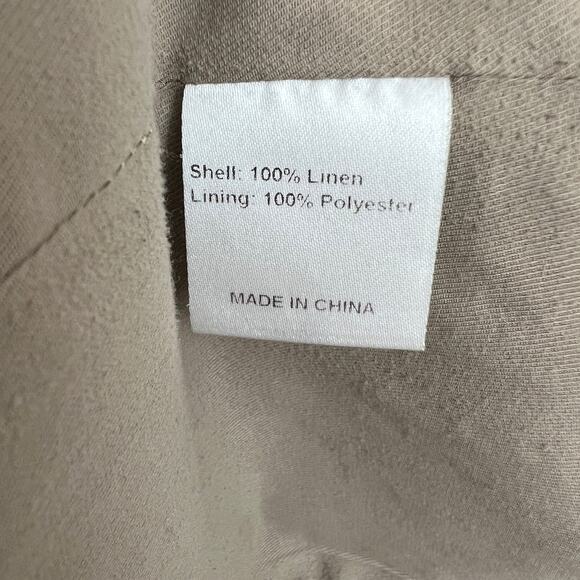 Shell: 100% Linen
Lining: 100% Polyester
MADE IN CHINA